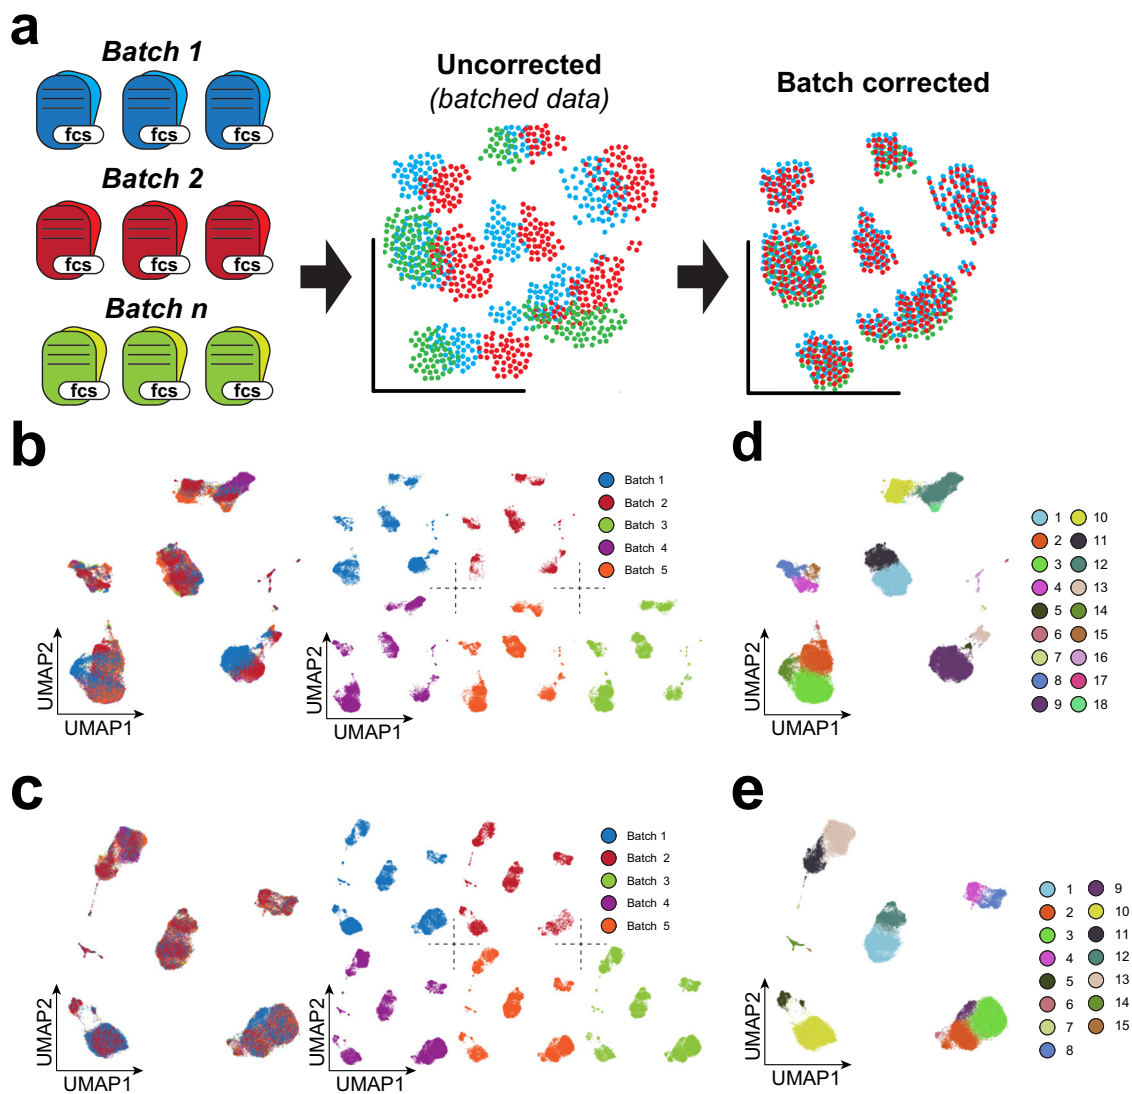 a
Batch 1
fcs fcs fcs
Batch 2
fcs fcs fcs
Batch n
fcs fcs fcs
Uncorrected
(batched data)
Batch corrected
b
UMAP2
UMAP1
UMAP2
UMAP1
Batch 1
Batch 2
Batch 3
Batch 4
Batch 5
d
UMAP2
UMAP1
1 10
2 11
3 12
4 13
5 14
6 15
7 16
8 17
9 18
c
UMAP2
UMAP1
UMAP2
UMAP1
Batch 1
Batch 2
Batch 3
Batch 4
Batch 5
e
UMAP2
UMAP1
1 9
2 10
3 11
4 12
5 13
6 14
7 15
8